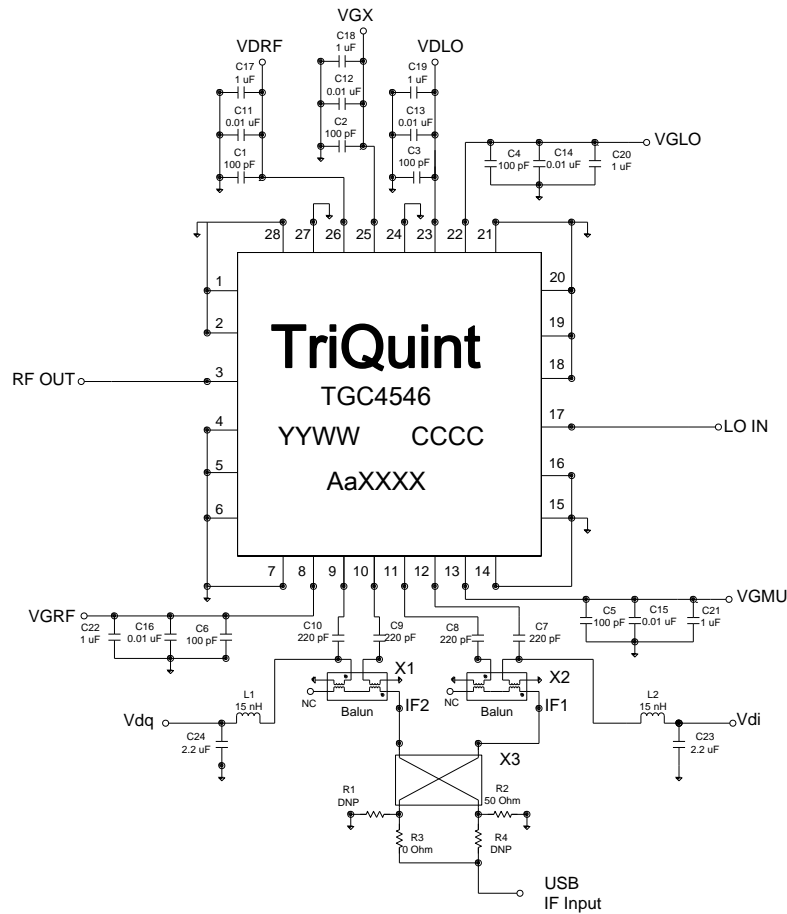 VGX
VDRF
VDLO
C18
1 uF
C17
1 uF
C19
1 uF
C12
0.01 uF
C11
0.01 uF
C13
0.01 uF
C2
100 pF
C1
100 pF
C3
100 pF
VGLO
C4
100 pF
C14
0.01 uF
C20
1 uF
28 27 26 25 24 23 22 21
1
2
3
4
5
6
20
19
18
17
16
15
RF OUT
LO IN
TriQuint
TGC4546
YYWW CCCC
AaXXXX
7 8 9 10 11 12 13 14
VGRF
VGMU
C22
1 uF
C16
0.01 uF
C6
100 pF
C10
220 pF
C9
220 pF
C8
220 pF
C7
220 pF
C5
100 pF
C15
0.01 uF
C21
1 uF
X1
X2
NC
Balun
IF2
NC
Balun
IF1
L1
15 nH
L2
15 nH
Vdq
Vdi
C24
2.2 uF
C23
2.2 uF
X3
R1
DNP
R2
50 Ohm
R3
0 Ohm
R4
DNP
USB
IF Input